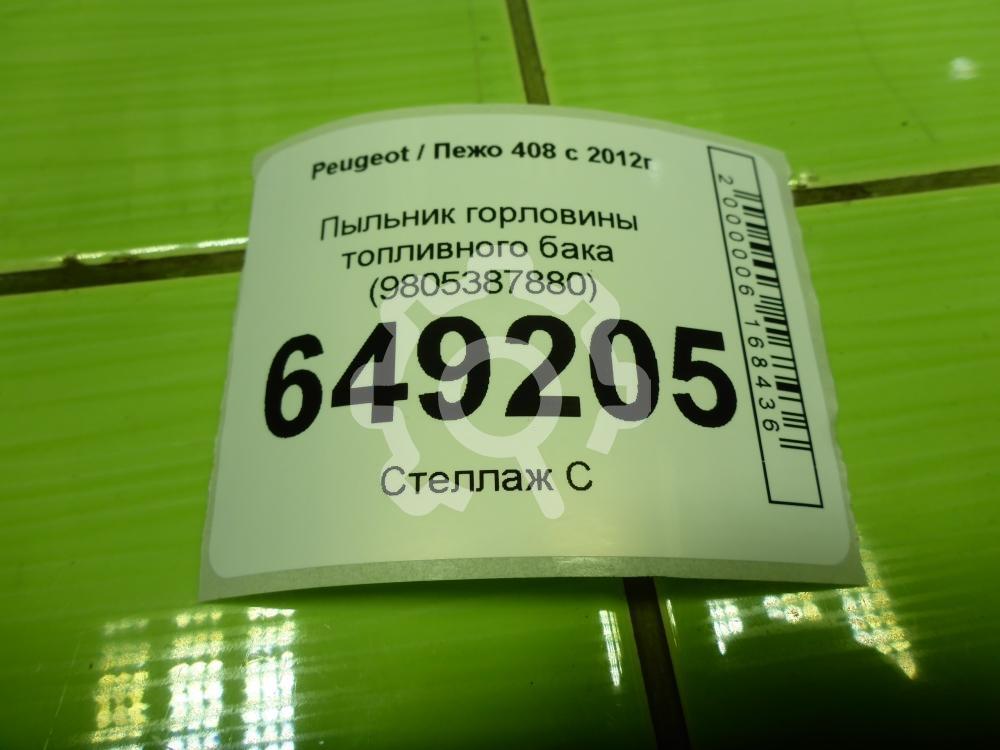 Peugeot / Пежо 408 с 2012г
Пыльник горловины
топливного бака
(9805387880)
649205
Стеллаж С
2000006168436